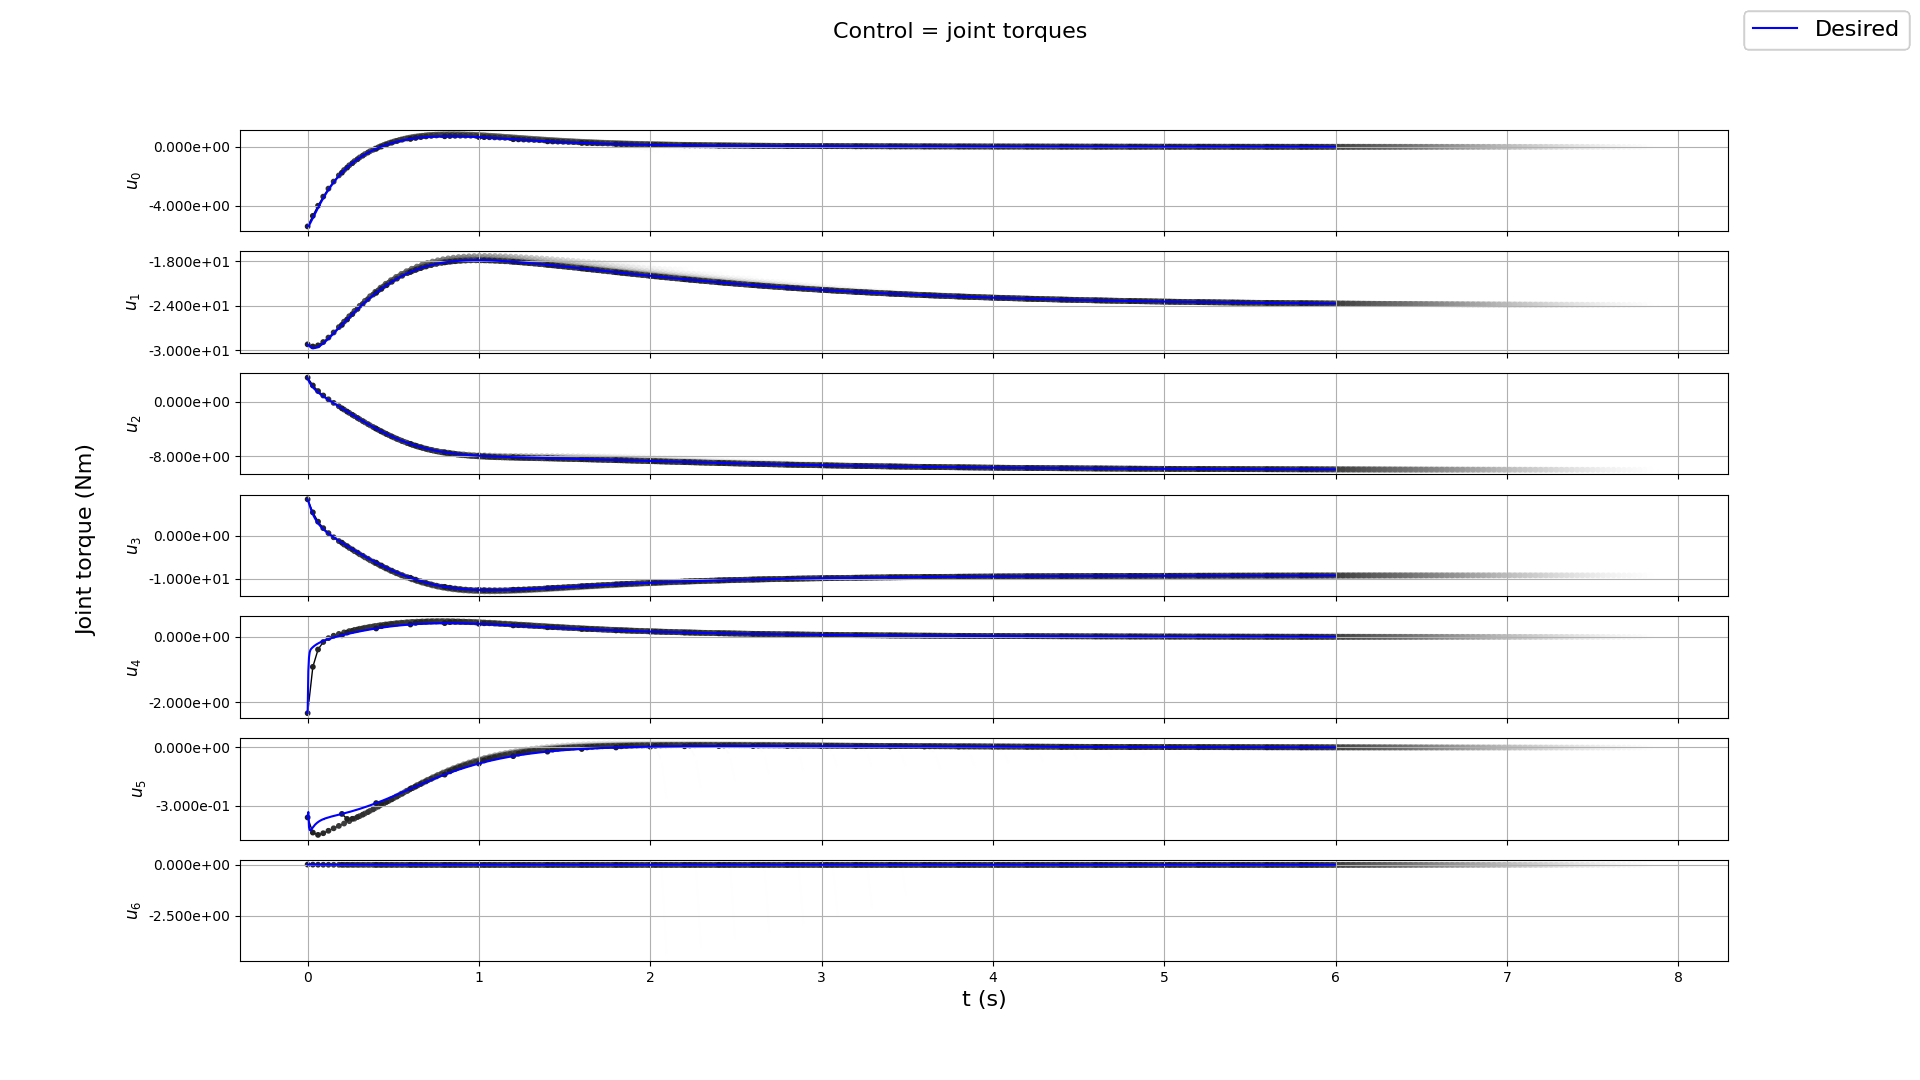 Control = joint torques
Desired
Joint torque (Nm)
u0
0.000e+00
-4.000e+00
u1
-1.800e+01
-2.400e+01
-3.000e+01
u2
0.000e+00
-8.000e+00
u3
0.000e+00
-1.000e+01
u4
0.000e+00
-2.000e+00
u5
0.000e+00
-3.000e-01
u6
0.000e+00
-2.500e+00
0 1 2 3 4 5 6 7 8
t (s)